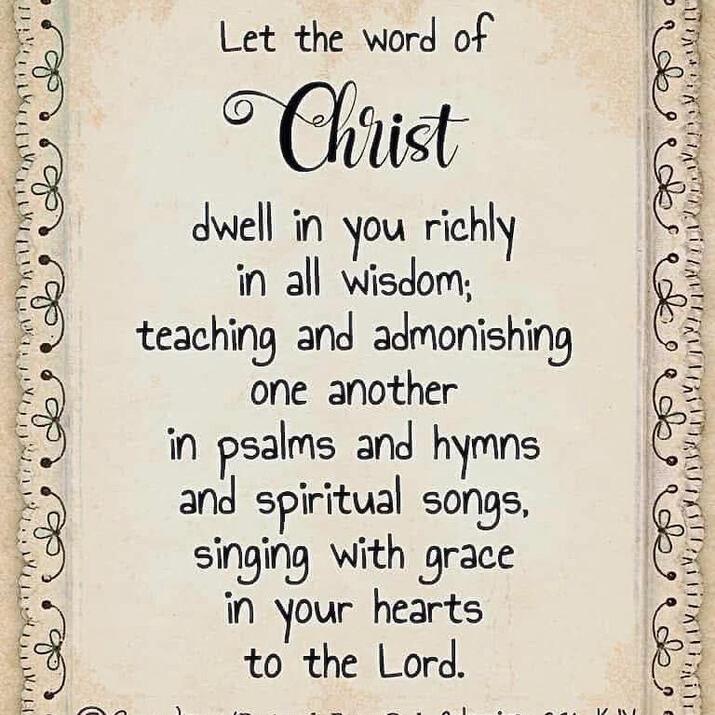 Let the word of
Christ
dwell in you richly
in all wisdom;
teaching and admonishing
one another
in psalms and hymns
and spiritual songs,
singing with grace
in your hearts
to the Lord.